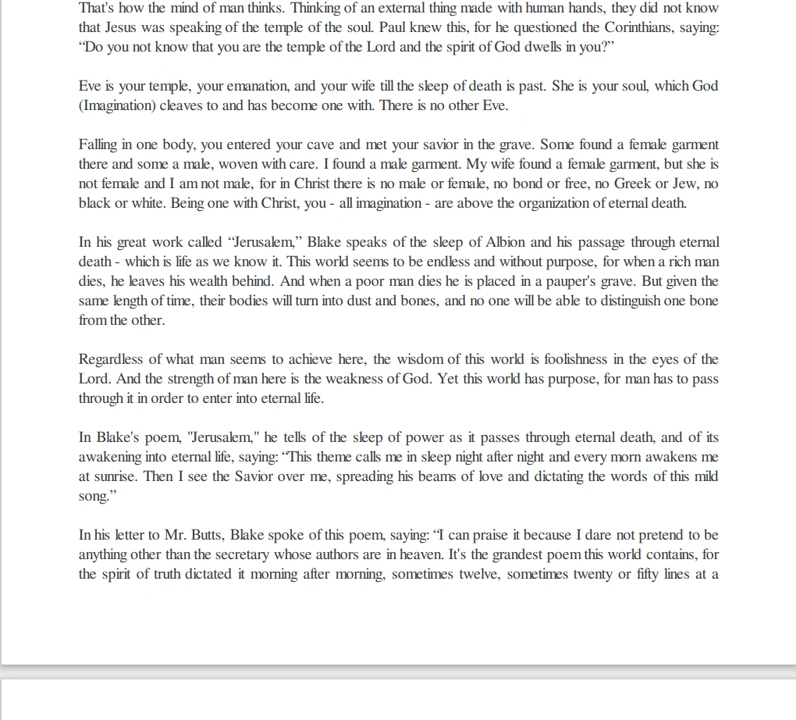 That's how the mind of man thinks. Thinking of an external thing made with human hands, they did not know
that Jesus was speaking of the temple of the soul. Paul knew this, for he questioned the Corinthians, saying:
“Do you not know that you are the temple of the Lord and the spirit of God dwells in you?”
Eve is your temple, your emanation, and your wife till the sleep of death is past. She is your soul, which God
(Imagination) cleaves to and has become one with. There is no other Eve.
Falling in one body, you entered your cave and met your savior in the grave. Some found a female garment
there and some a male, woven with care. I found a male garment. My wife found a female garment, but she is
not female and I am not male, for in Christ there is no male or female, no bond or free, no Greek or Jew, no
black or white. Being one with Christ, you - all imagination - are above the organization of eternal death.
In his great work called “Jerusalem,” Blake speaks of the sleep of Albion and his passage through eternal
death - which is life as we know it. This world seems to be endless and without purpose, for when a rich man
dies, he leaves his wealth behind. And when a poor man dies he is placed in a pauper's grave. But given the
same length of time, their bodies will turn into dust and bones, and no one will be able to distinguish one bone
from the other.
Regardless of what man seems to achieve here, the wisdom of this world is foolishness in the eyes of the
Lord. And the strength of man here is the weakness of God. Yet this world has purpose, for man has to pass
through it in order to enter into eternal life.
In Blake's poem, "Jerusalem," he tells of the sleep of power as it passes through eternal death, and of its
awakening into eternal life, saying: “This theme calls me in sleep night after night and every morn awakens me
at sunrise. Then I see the Savior over me, spreading his beams of love and dictating the words of this mild
song.”
In his letter to Mr. Butts, Blake spoke of this poem, saying: “I can praise it because I dare not pretend to be
anything other than the secretary whose authors are in heaven. It's the grandest poem this world contains, for
the spirit of truth dictated it morning after morning, sometimes twelve, sometimes twenty or fifty lines at a